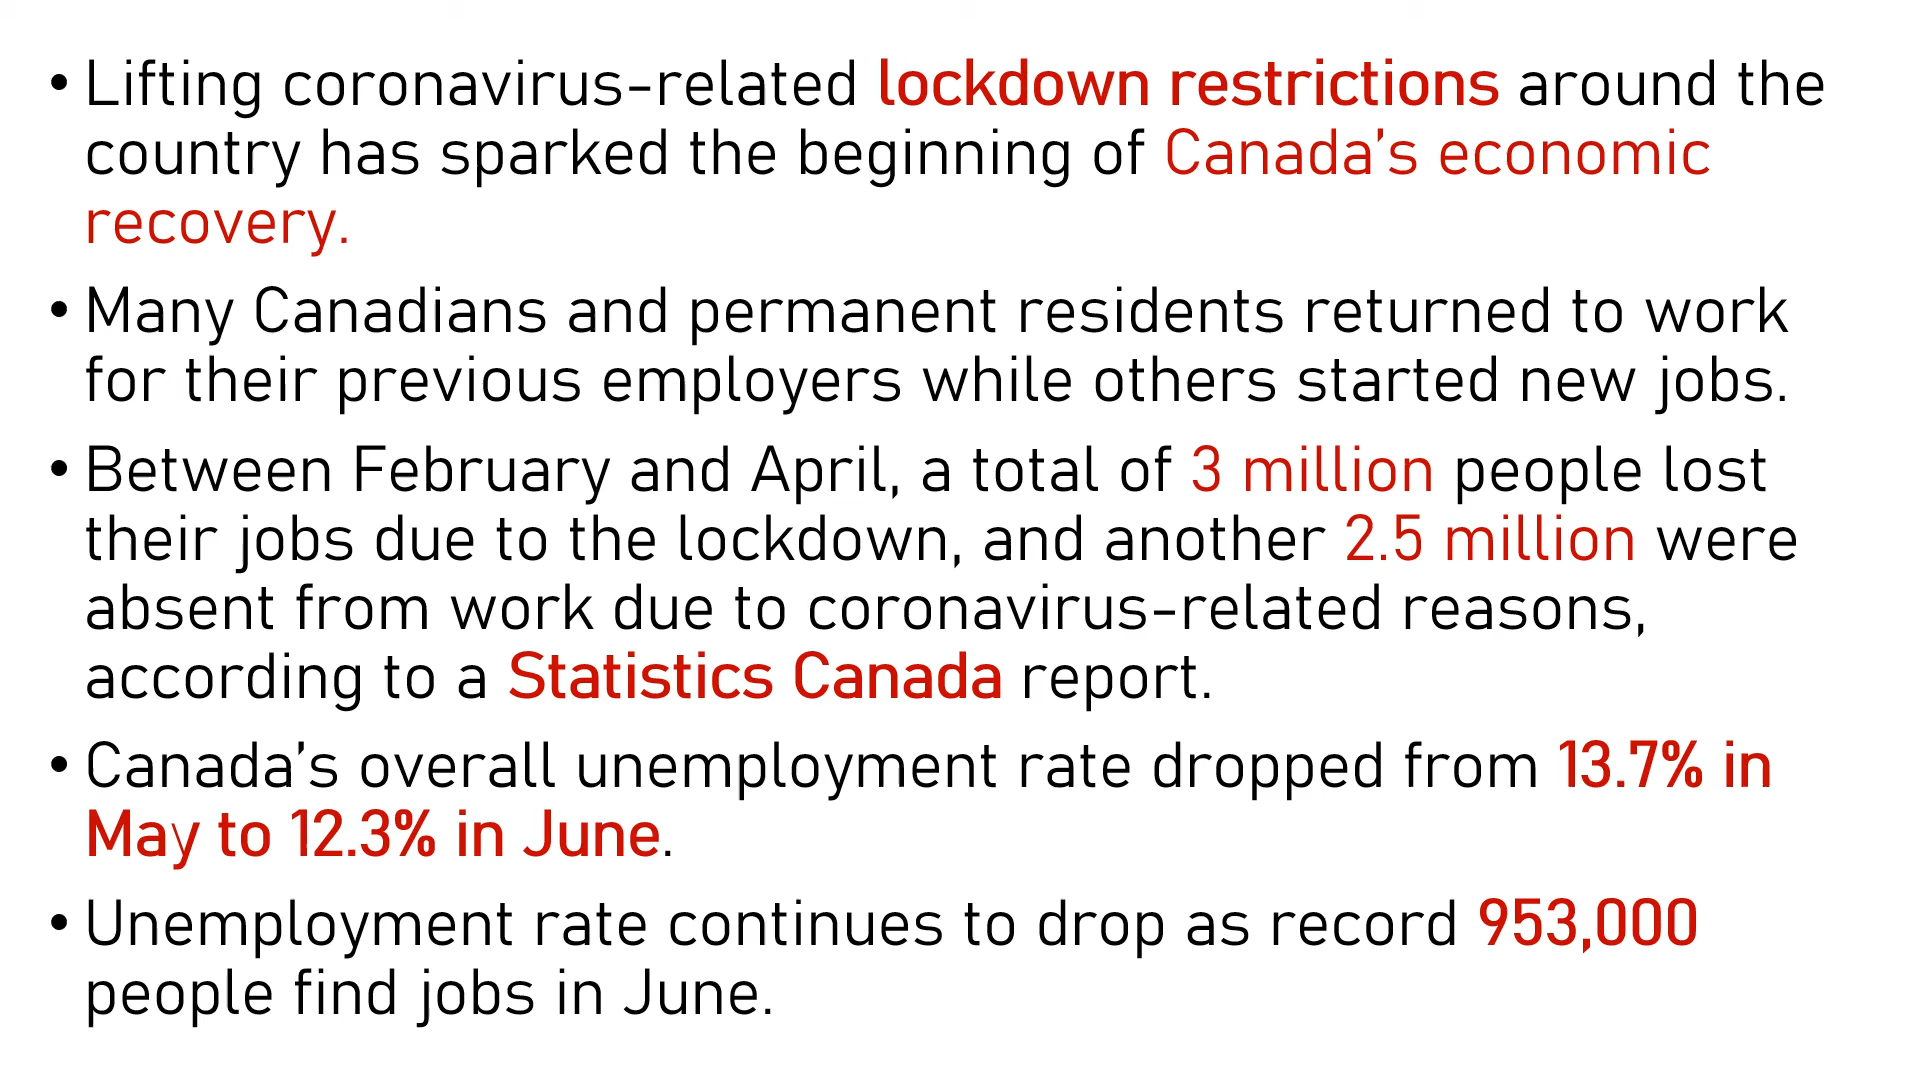 • Lifting coronavirus-related lockdown restrictions around the
country has sparked the beginning of Canada’s economic
recovery.
• Many Canadians and permanent residents returned to work
for their previous employers while others started new jobs.
• Between February and April, a total of 3 million people lost
their jobs due to the lockdown, and another 2.5 million were
absent from work due to coronavirus-related reasons,
according to a Statistics Canada report.
• Canada’s overall unemployment rate dropped from 13.7% in
May to 12.3% in June.
• Unemployment rate continues to drop as record 953,000
people find jobs in June.